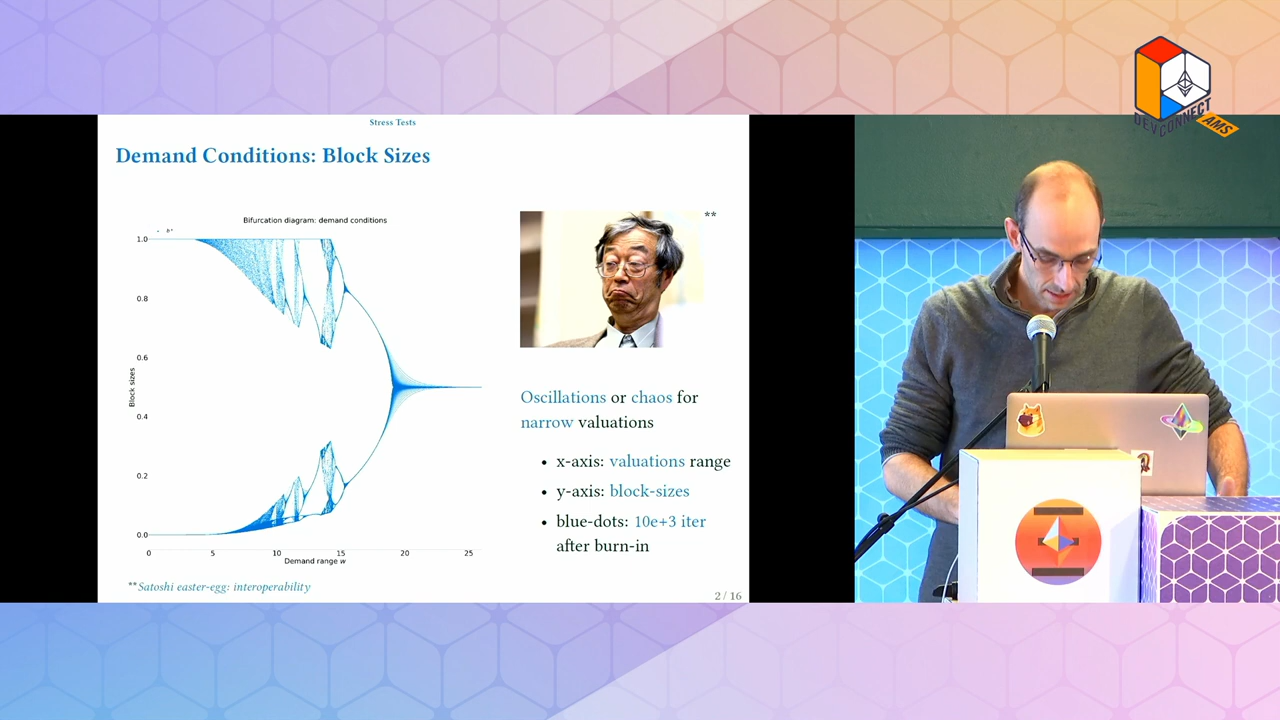 DEVCONNECT
AMS
Stress Tests
Demand Conditions: Block Sizes
Bifurcation diagram: demand conditions
**
1.0
0.8
0.6
0.4
0.2
0.0
Block sizes
0 5 10 15 20 25
Demand range w
Oscillations or chaos for
narrow valuations
• x-axis: valuations range
• y-axis: block-sizes
• blue-dots: 10e+3 iter
after burn-in
**Satoshi easter-egg: interoperability
2 / 16